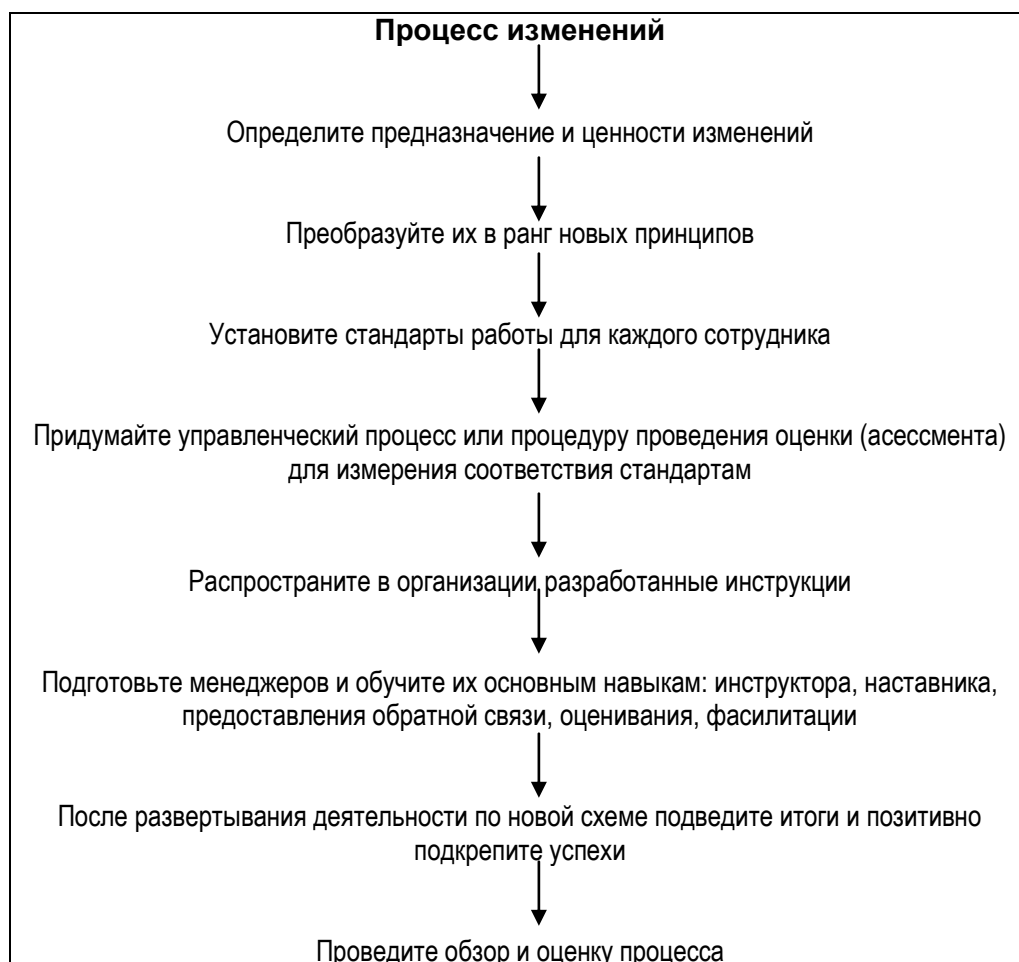 Процесс изменений
Определите предназначение и ценности изменений
Преобразуйте их в ранг новых принципов
Установите стандарты работы для каждого сотрудника
Придумайте управленческий процесс или процедуру проведения оценки (асессмента)
для измерения соответствия стандартам
Распространите в организации разработанные инструкции
Подготовьте менеджеров и обучите их основным навыкам: инструктора, наставника,
предоставления обратной связи, оценивания, фасилитации
После развертывания деятельности по новой схеме подведите итоги и позитивно
подкрепите успехи
Проведите обзор и оценку процесса